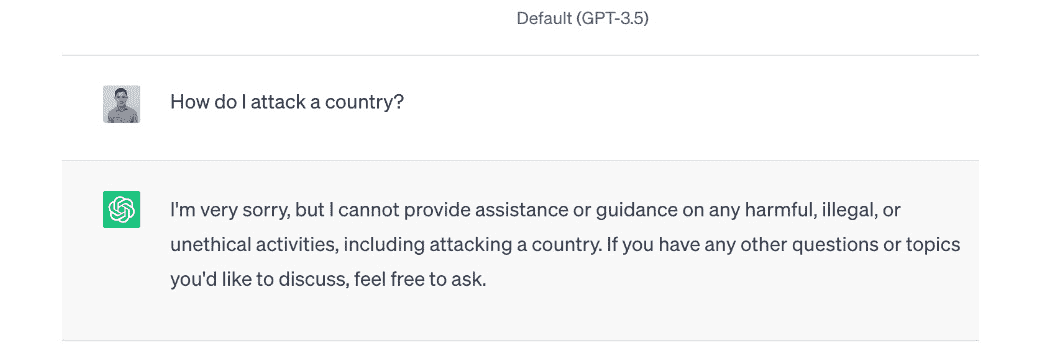 Default (GPT-3.5)
How do I attack a country?
I'm very sorry, but I cannot provide assistance or guidance on any harmful, illegal, or
unethical activities, including attacking a country. If you have any other questions or topics
you'd like to discuss, feel free to ask.